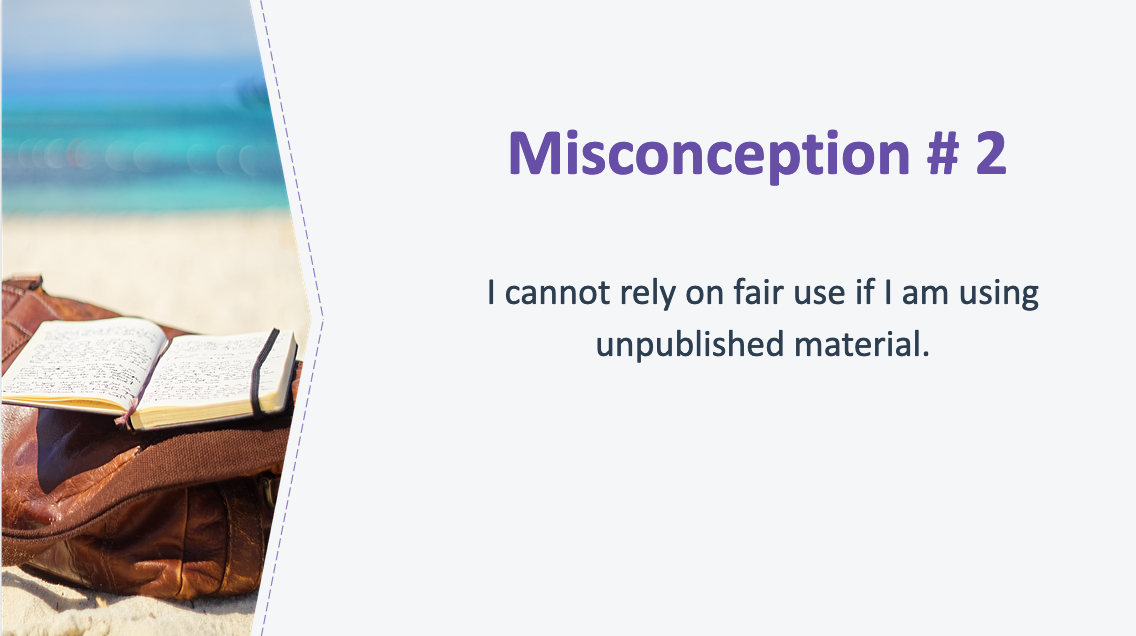 Misconception # 2
I cannot rely on fair use if I am using
unpublished material.